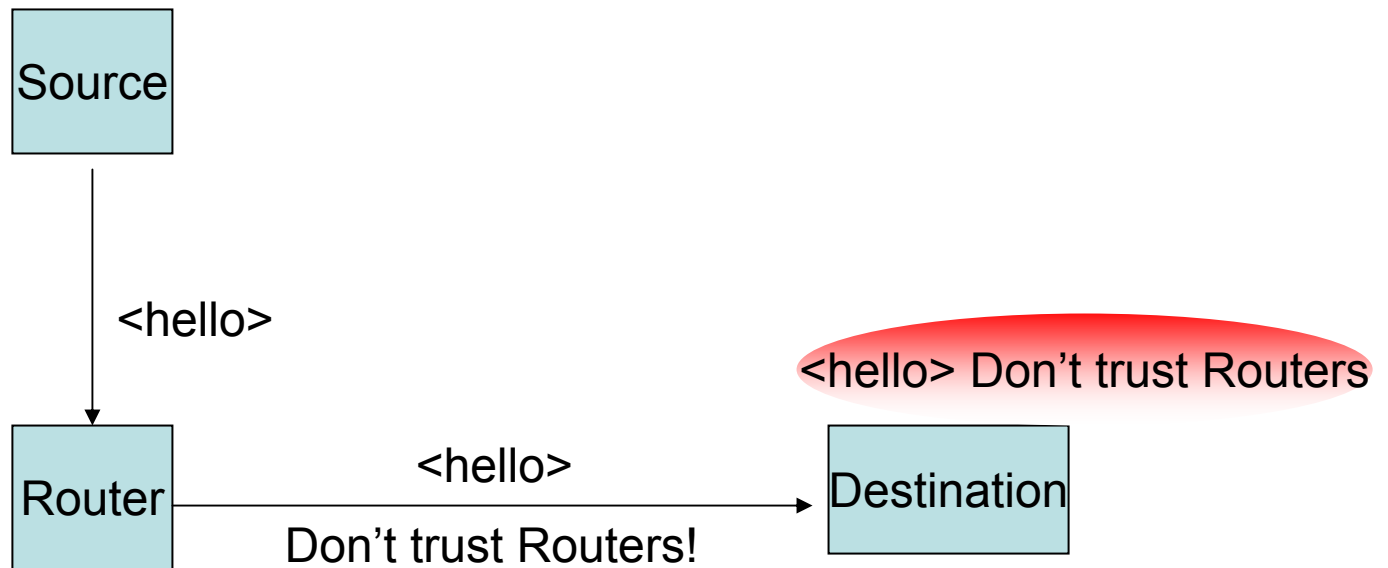 Source
<hello>
<hello> Don’t trust Routers
<hello>
Router
Destination
Don’t trust Routers!